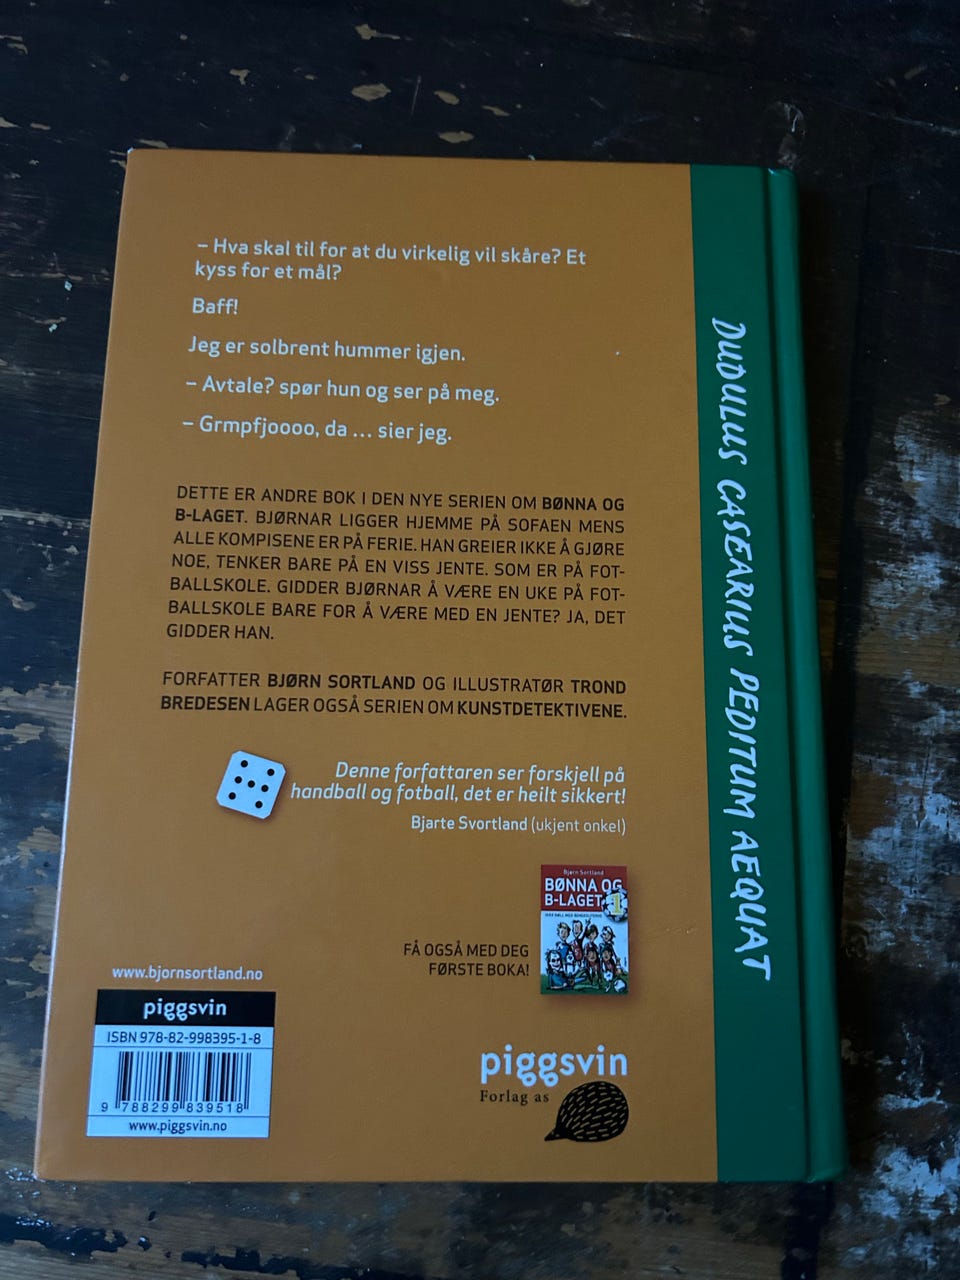 – Hva skal til for at du virkelig vil skåre? Et
kyss for et mål?
Baff!
Jeg er solbrent hummer igjen.
– Avtale? spør hun og ser på meg.
– Grmpfjoooo, da ... sier jeg.
DETTE ER ANDRE BOK I DEN NYE SERIEN OM BØNNA OG
B-LAGET. BJØRNAR LIGGER HJEMME PÅ SOFAEN MENS
ALLE KOMPISENE ER PÅ FERIE. HAN GREIER IKKE Å GJØRE
NOE, TENKER BARE PÅ EN VISS JENTE. SOM ER PÅ FOT-
BALLSKOLE. GIDDER BJØRNAR Å VÆRE EN UKE PÅ FOT-
BALLSKOLE BARE FOR Å VÆRE MED EN JENTE? JA, DET
GIDDER HAN.
FORFATTER BJØRN SORTLAND OG ILLUSTRATØR TROND
BREDESEN LAGER OGSÅ SERIEN OM KUNSTDETEKTIVENE.
Denne forfattaren ser forskjell på
handball og fotball, det er heilt sikkert!
Bjarte Svortland (ukjent onkel)
Bjørn Sortland
BØNNA OG
B-LAGET
1
FÅ OGSÅ MED DEG
FØRSTE BOKA!
www.bjornsortland.no
piggsvin
ISBN 978-82-998395-1-8
9 788299 839518
www.piggsvin.no
piggsvin
Forlag as
DUDULUS CASEARIUS PEDITUM AEQUAT